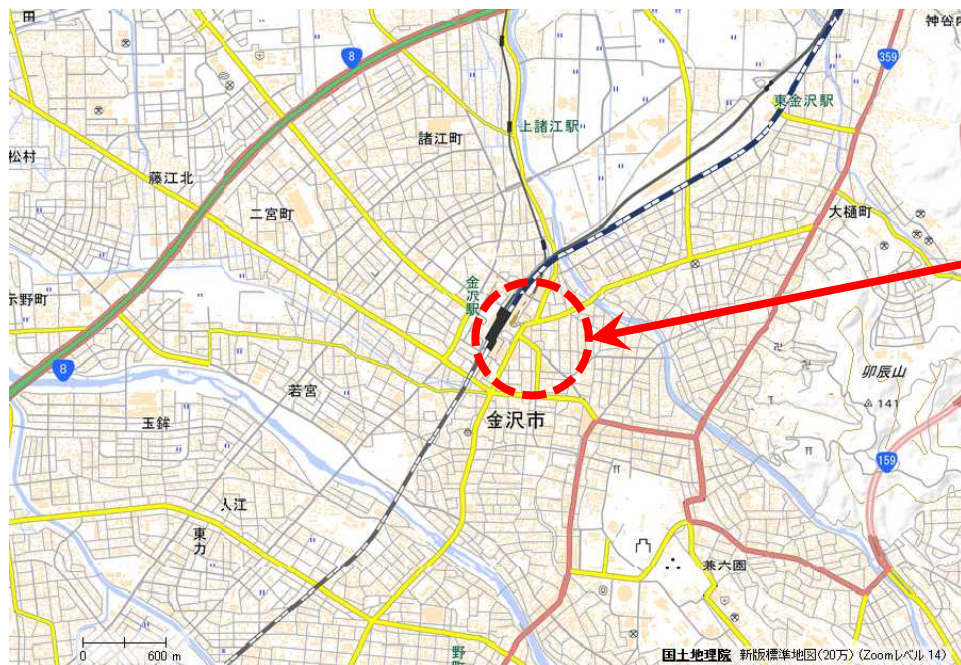 田
8
神谷内
359
東金沢駅
上諸江駅
諸江町
松村
藤江北
二宮町
大樋町
金沢駅
示野町
8
若宮
卯辰山
141
玉鉾
金沢市
159
入江
東力
兼六園
野町
0 600 m
国土地理院 新版標準地図(20万) (Zoomレベル 14)